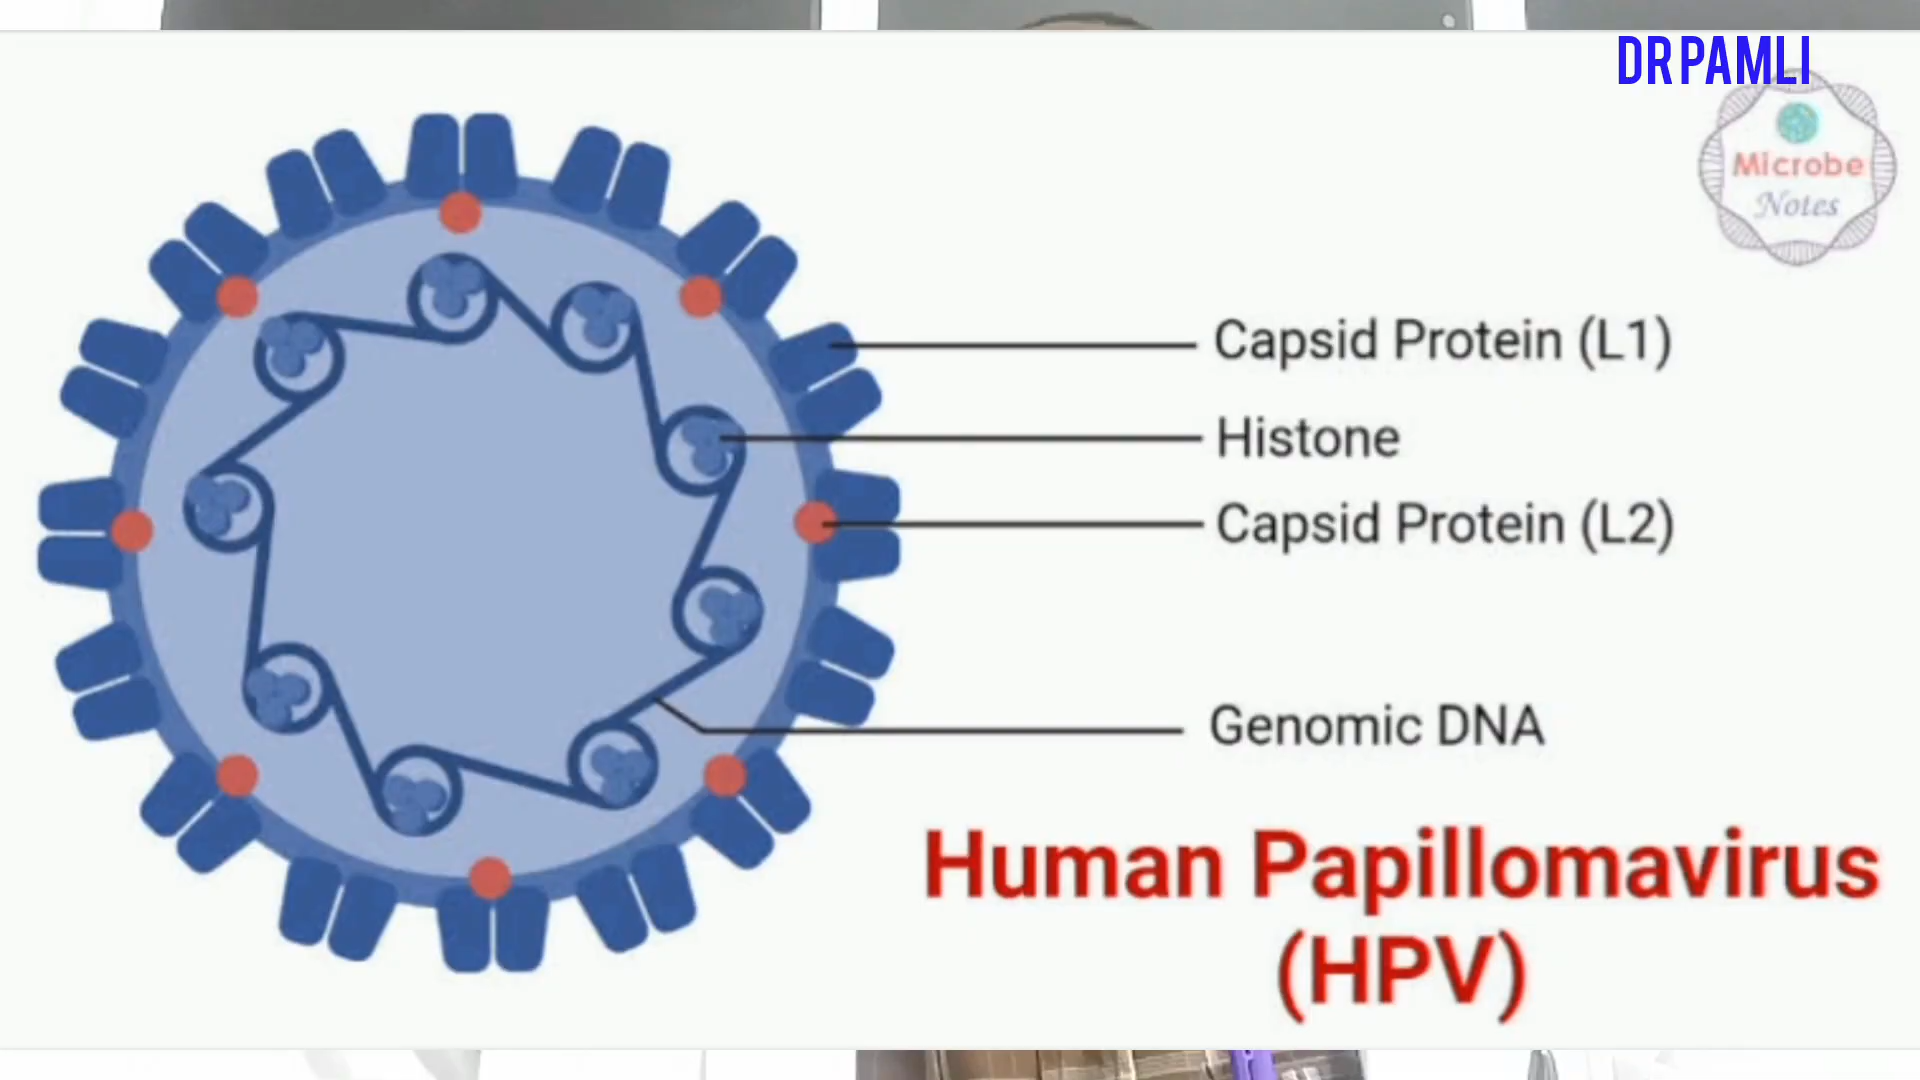 DR PAMLI
Microbe
Notes
Capsid Protein (L1)
Histone
Capsid Protein (L2)
Genomic DNA
Human Papillomavirus
(HPV)